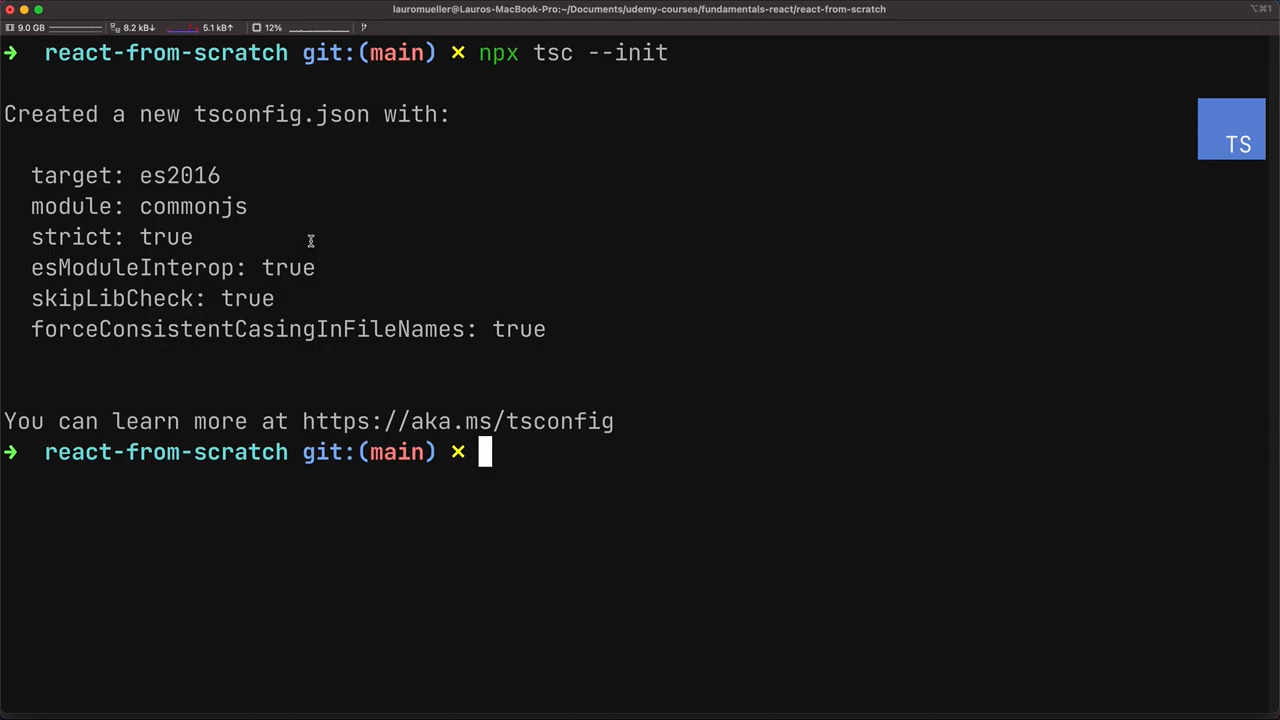 lauromueller@Lauros-MacBook-Pro:~/Documents/udemy-courses/fundamentals-react/react-from-scratch
⌥⌘1
9.0 GB 8.2 kB↓ 5.1 kB↑ 12%
➜ react-from-scratch git:(main) ✗ npx tsc --init
Created a new tsconfig.json with:
TS
target: es2016
module: commonjs
strict: true
esModuleInterop: true
skipLibCheck: true
forceConsistentCasingInFileNames: true
You can learn more at https://aka.ms/tsconfig
➜ react-from-scratch git:(main) ✗